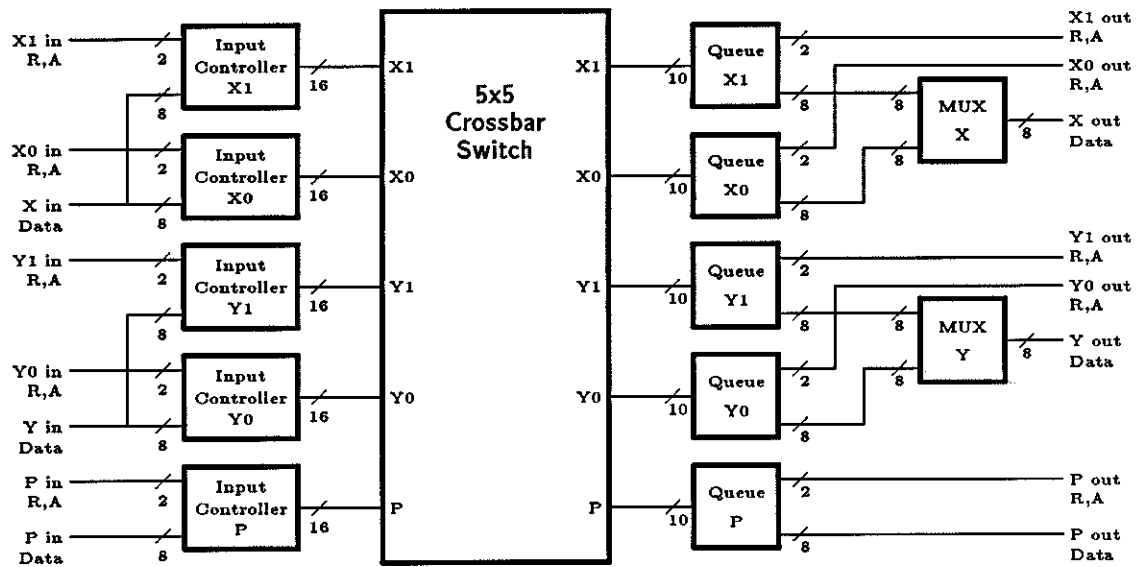 X1 in
R,A
2
8
Input
Controller
X1
16
X0 in
R,A
2
X in
Data
8
Input
Controller
X0
16
Y1 in
R,A
2
8
Input
Controller
Y1
16
Y0 in
R,A
2
Y in
Data
8
Input
Controller
Y0
16
P in
R,A
2
P in
Data
8
Input
Controller
P
16
5x5
Crossbar
Switch
X1
X0
Y1
Y0
P
X1
X0
Y1
Y0
P
10
Queue
X1
2
8
8
10
Queue
X0
2
8
8
MUX
X
8
X1 out
R,A
X0 out
R,A
X out
Data
10
Queue
Y1
2
8
8
10
Queue
Y0
2
8
8
MUX
Y
8
Y1 out
R,A
Y0 out
R,A
Y out
Data
10
Queue
P
2
8
P out
R,A
P out
Data